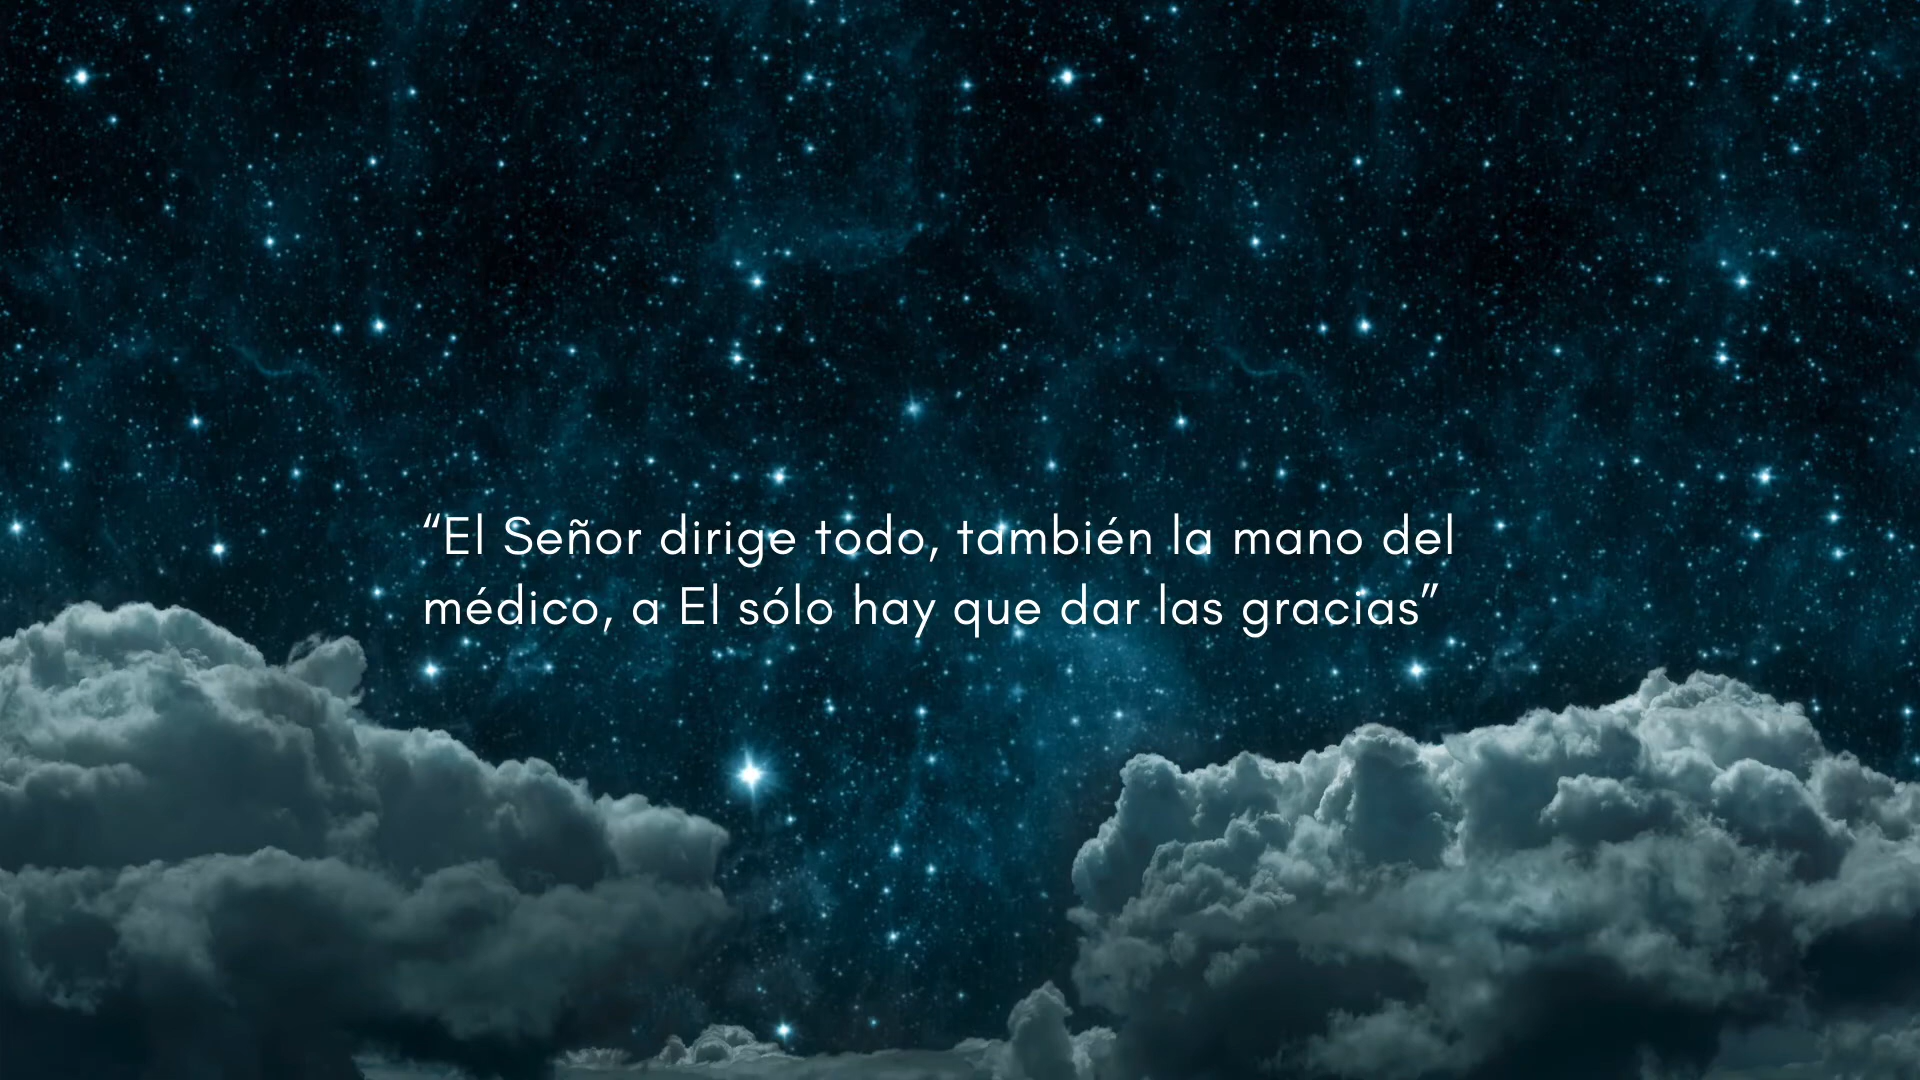 “El Señor dirige todo, también la mano del
médico, a El sólo hay que dar las gracias”